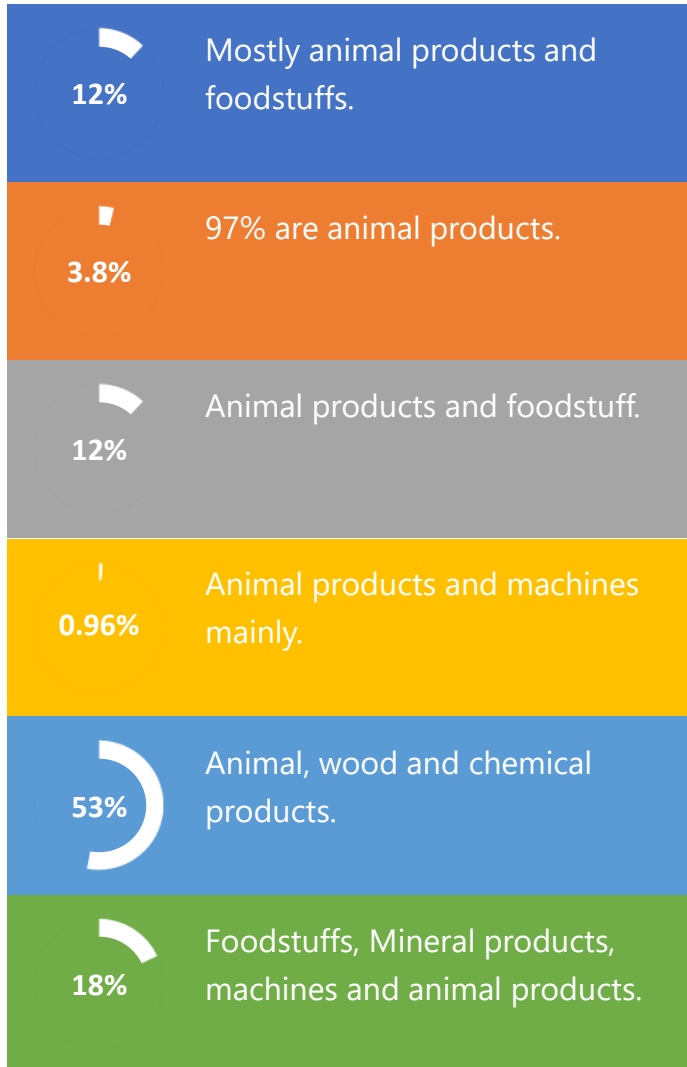 12%
Mostly animal products and
foodstuffs.
3.8%
97% are animal products.
12%
Animal products and foodstuff.
0.96%
Animal products and machines
mainly.
53%
Animal, wood and chemical
products.
18%
Foodstuffs, Mineral products,
machines and animal products.